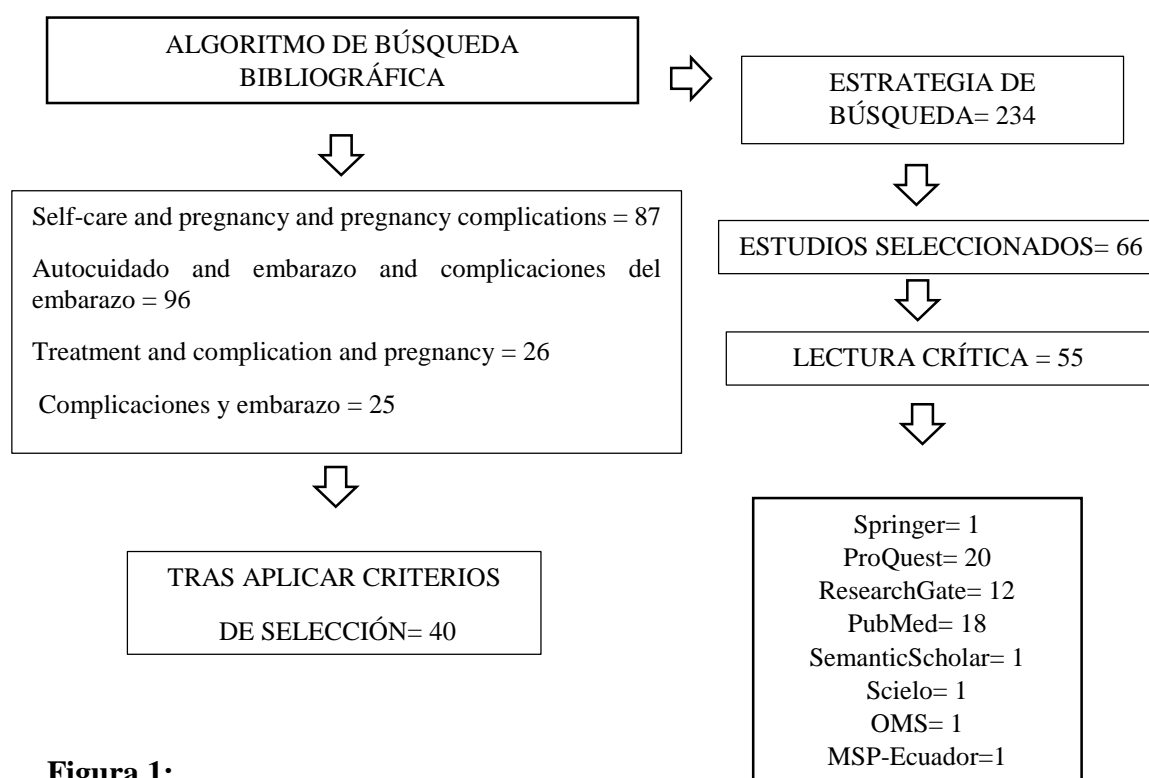 ALGORITMO DE BÚSQUEDA
BIBLIOGRÁFICA
Self-care and pregnancy and pregnancy complications = 87
Autocuidado and embarazo and complicaciones del
embarazo = 96
Treatment and complication and pregnancy = 26
Complicaciones y embarazo = 25
TRAS APLICAR CRITERIOS
DE SELECCIÓN= 40
ESTRATEGIA DE
BÚSQUEDA= 234
ESTUDIOS SELECCIONADOS= 66
LECTURA CRÍTICA = 55
Springer= 1
ProQuest= 20
ResearchGate= 12
PubMed= 18
SemanticScholar= 1
Scielo= 1
OMS= 1
MSP-Ecuador=1
Figura 1: